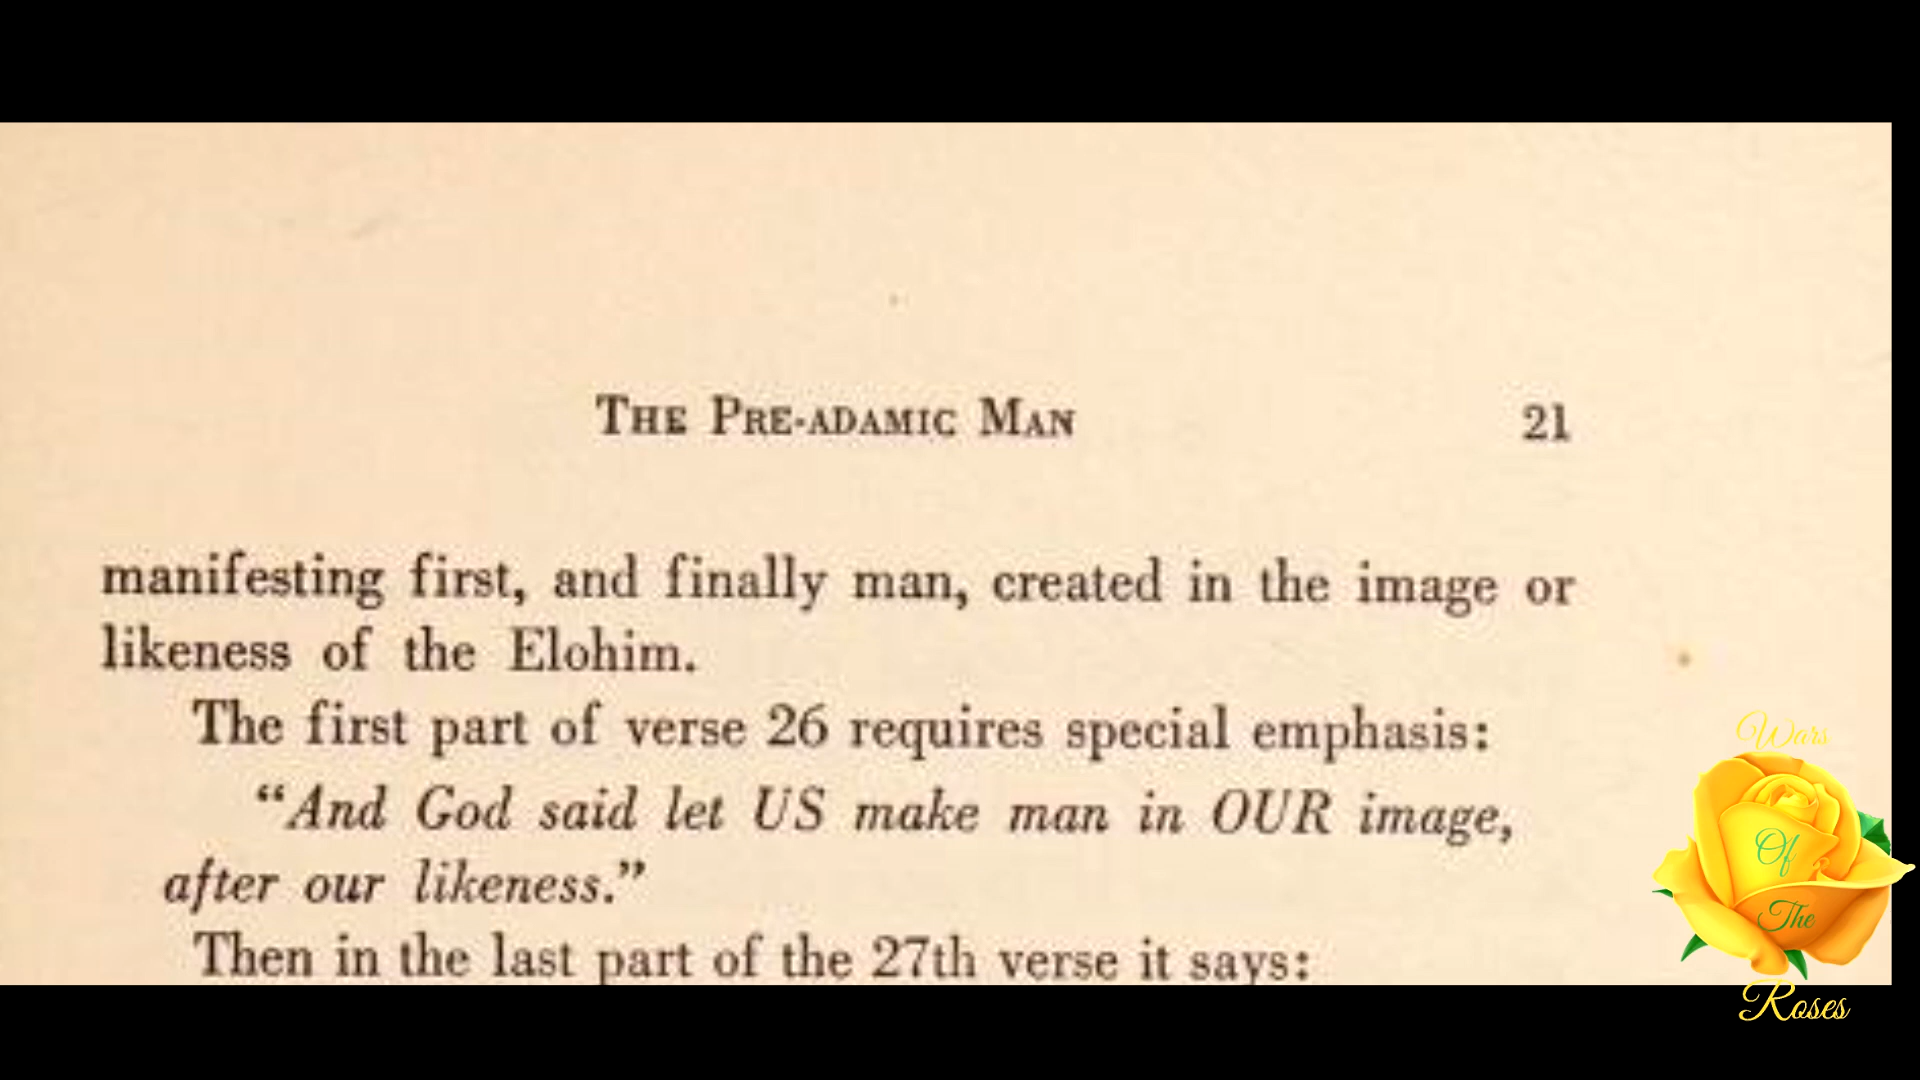 THE PRE-ADAMIC MAN 21
manifesting first, and finally man, created in the image or
likeness of the Elohim.
The first part of verse 26 requires special emphasis:
“And God said let US make man in OUR image,
after our likeness.”
Then in the last part of the 27th verse it says:
Wars
Of
The
Roses